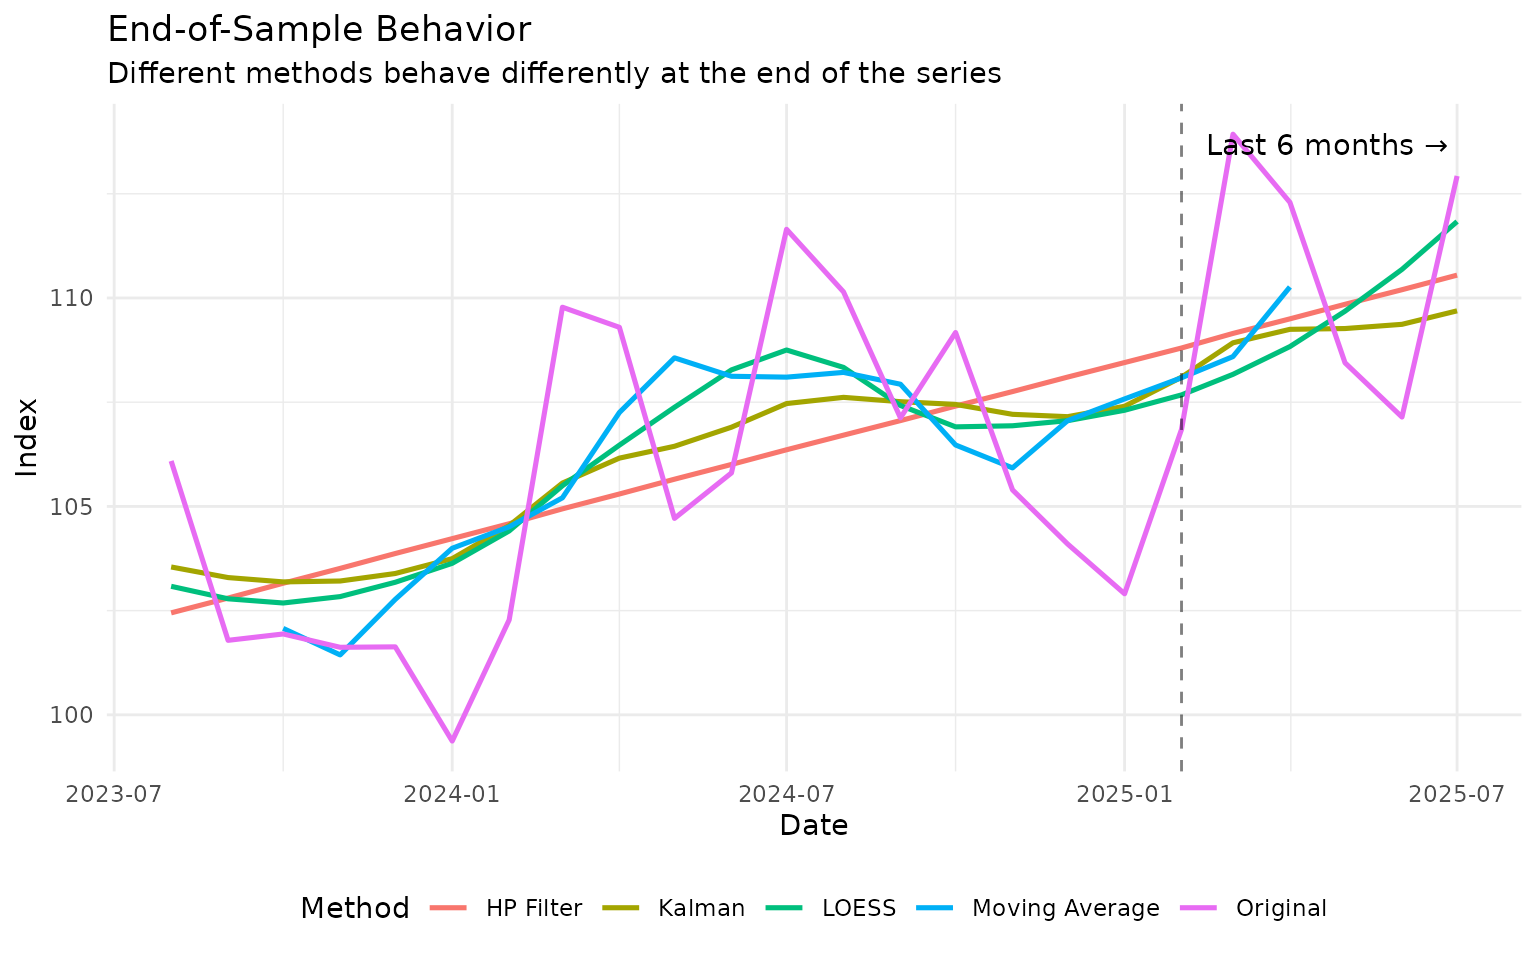 End-of-Sample Behavior
Different methods behave differently at the end of the series
Last 6 months →
Index
110
105
100
2023-07
2024-01
2024-07
2025-01
2025-07
Date
Method
HP Filter
Kalman
LOESS
Moving Average
Original